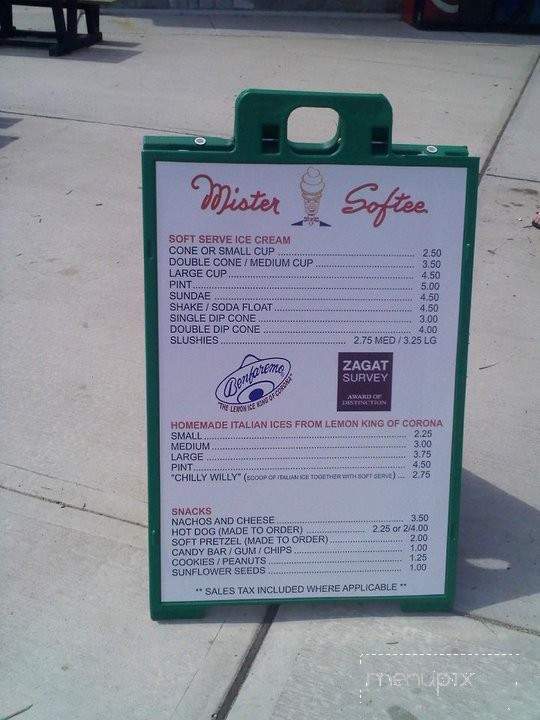 Mister Softee
SOFT SERVE ICE CREAM
CONE OR SMALL CUP ........ 2.50
DOUBLE CONE / MEDIUM CUP ........ 3.50
LARGE CUP ........ 4.50
PINT ........ 5.00
SUNDAE ........ 4.50
SHAKE / SODA FLOAT ........ 4.50
SINGLE DIP CONE ........ 3.00
DOUBLE DIP CONE ........ 4.00
SLUSHIES ........ 2.75 MED / 3.25 LG
Benfaremo
"THE LEMON ICE KING OF CORONA"
ZAGAT
SURVEY
AWARD OF
DISTINCTION
HOMEMADE ITALIAN ICES FROM LEMON KING OF CORONA
SMALL ........ 2.25
MEDIUM ........ 3.00
LARGE ........ 3.75
PINT ........ 4.50
"CHILLY WILLY" (SCOOP OF ITALIAN ICE TOGETHER WITH SOFT SERVE) ... 2.75
SNACKS
NACHOS AND CHEESE ........ 3.50
HOT DOG (MADE TO ORDER) ........ 2.25 or 2/4.00
SOFT PRETZEL (MADE TO ORDER) ........ 2.00
CANDY BAR / GUM / CHIPS ........ 1.00
COOKIES / PEANUTS ........ 1.25
SUNFLOWER SEEDS ........ 1.00
** SALES TAX INCLUDED WHERE APPLICABLE **
menupix